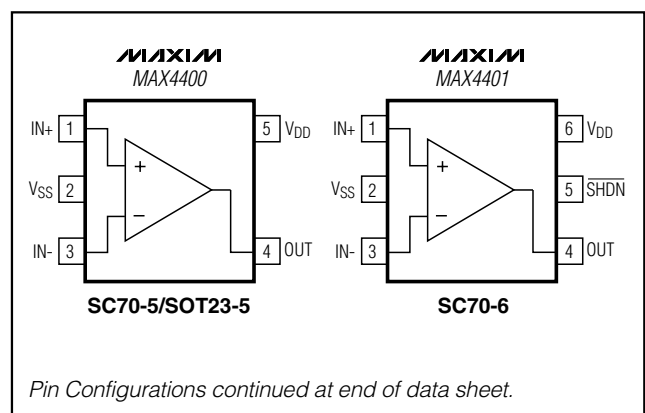 MAXIM MAXIM
MAX4400 MAX4401
IN+ 1 5 VDD IN+ 1 6 VDD
+ +
VSS 2 VSS 2 5 SHDN
− −
IN- 3 4 OUT IN- 3 4 OUT
SC70-5/SOT23-5 SC70-6
Pin Configurations continued at end of data sheet.